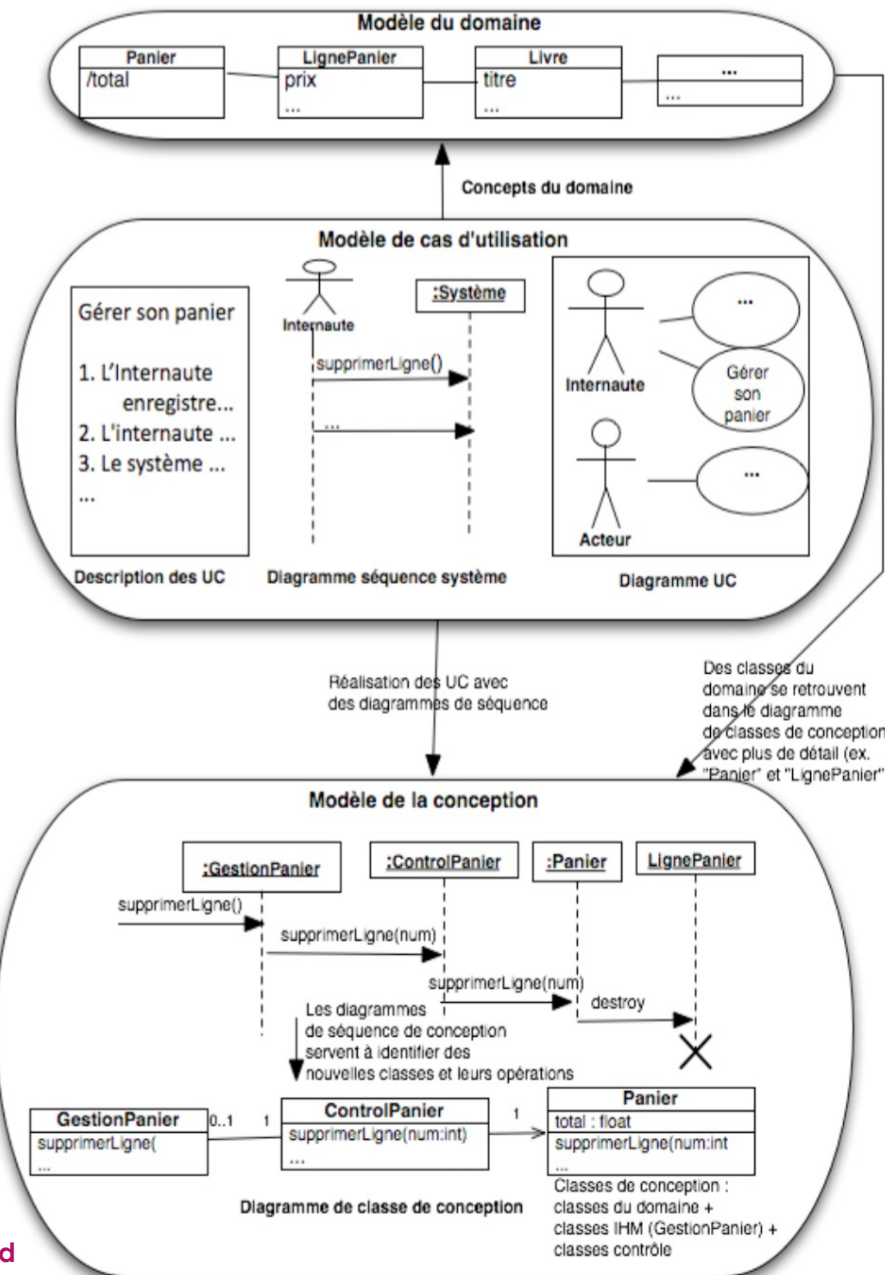 Modèle du domaine
Panier
/total
LignePanier
prix
...
Livre
titre
...
...
...
Concepts du domaine
Modèle de cas d'utilisation
Gérer son panier
1. L'Internaute
enregistre...
2. L'internaute ...
3. Le système ...
...
Description des UC
Internaute
:Système
supprimerLigne()
...
Diagramme séquence système
Internaute
...
Gérer
son
panier
Acteur
...
Diagramme UC
Réalisation des UC avec
des diagrammes de séquence
Des classes du
domaine se retrouvent
dans le diagramme
de classes de conception
avec plus de détail (ex.
"Panier" et "LignePanier"
Modèle de la conception
:GestionPanier
:ControlPanier
:Panier
LignePanier
supprimerLigne()
supprimerLigne(num)
supprimerLigne(num)
destroy
Les diagrammes
de séquence de conception
servent à identifier des
nouvelles classes et leurs opérations
GestionPanier
supprimerLigne(
...
0..1
1
ControlPanier
supprimerLigne(num:int)
...
1
Panier
total : float
supprimerLigne(num:int
...
Diagramme de classe de conception
Classes de conception :
classes du domaine +
classes IHM (GestionPanier) +
classes contrôle
d